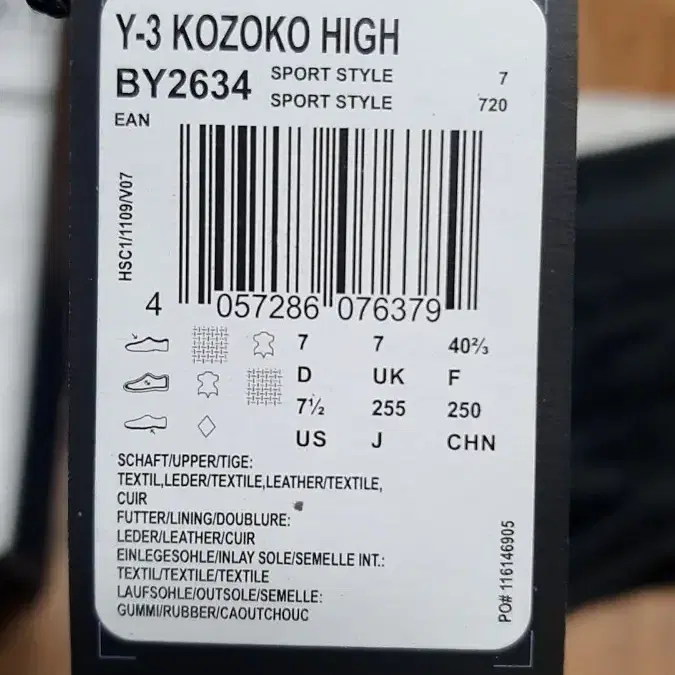 Y-3 KOZOKO HIGH
BY2634 SPORT STYLE 7
SPORT STYLE 720
EAN
HSC1/1109/V07
4 057286 076379
7 7 40⅔
D UK F
7½ 255 250
US J CHN
SCHAFT/UPPER/TIGE:
TEXTIL,LEDER/TEXTILE,LEATHER/TEXTILE,
CUIR
FUTTER/LINING/DOUBLURE:
LEDER/LEATHER/CUIR
EINLEGESOHLE/INLAY SOLE/SEMELLE INT.:
TEXTIL/TEXTILE/TEXTILE
LAUFSOHLE/OUTSOLE/SEMELLE:
GUMMI/RUBBER/CAOUTCHOUC
PO# 116146905